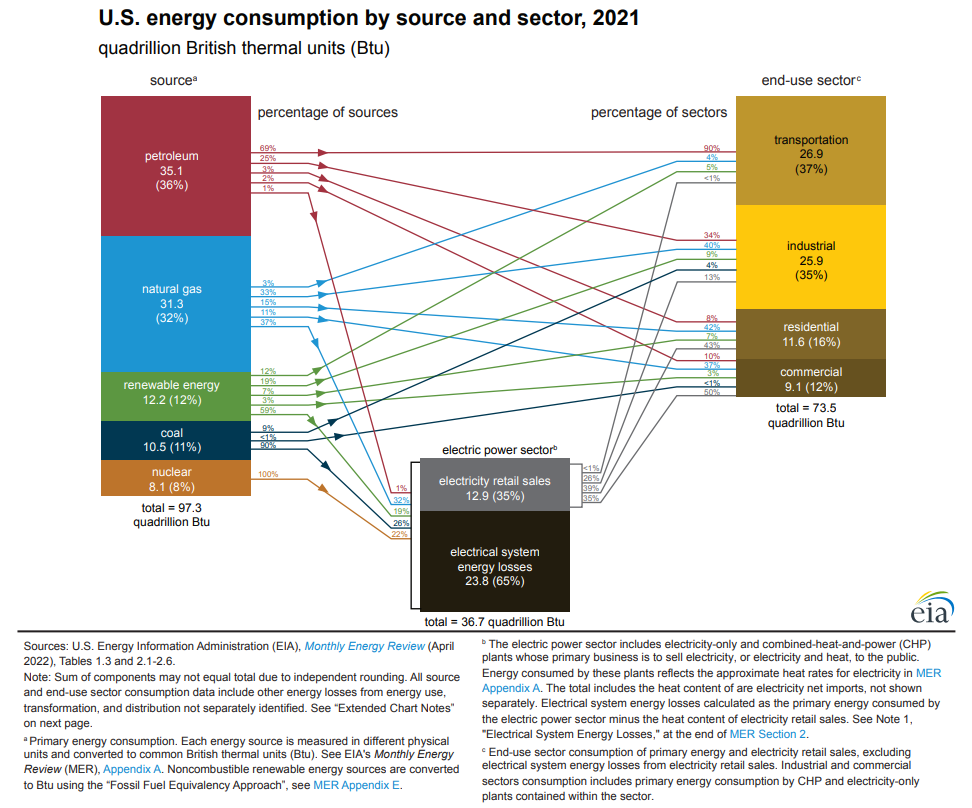 U.S. energy consumption by source and sector, 2021
quadrillion British thermal units (Btu)
sourceᵃ
end-use sectorᶜ
percentage of sources
percentage of sectors
petroleum
35.1
(36%)
69%
25%
3%
2%
1%
natural gas
31.3
(32%)
3%
33%
15%
11%
37%
renewable energy
12.2 (12%)
12%
19%
7%
3%
59%
coal
10.5 (11%)
9%
<1%
90%
nuclear
8.1 (8%)
100%
total = 97.3
quadrillion Btu
90%
4%
5%
<1%
transportation
26.9
(37%)
34%
40%
9%
4%
13%
industrial
25.9
(35%)
8%
42%
7%
43%
residential
11.6 (16%)
10%
37%
3%
<1%
50%
commercial
9.1 (12%)
total = 73.5
quadrillion Btu
electric power sectorᵇ
1%
32%
19%
26%
22%
electricity retail sales
12.9 (35%)
<1%
26%
39%
35%
electrical system
energy losses
23.8 (65%)
total = 36.7 quadrillion Btu
eia
Sources: U.S. Energy Information Administration (EIA), Monthly Energy Review (April
2022), Tables 1.3 and 2.1-2.6.
Note: Sum of components may not equal total due to independent rounding. All source
and end-use sector consumption data include other energy losses from energy use,
transformation, and distribution not separately identified. See “Extended Chart Notes”
on next page.
ᵃ Primary energy consumption. Each energy source is measured in different physical
units and converted to common British thermal units (Btu). See EIA's Monthly Energy
Review (MER), Appendix A. Noncombustible renewable energy sources are converted
to Btu using the “Fossil Fuel Equivalency Approach”, see MER Appendix E.
ᵇ The electric power sector includes electricity-only and combined-heat-and-power (CHP)
plants whose primary business is to sell electricity, or electricity and heat, to the public.
Energy consumed by these plants reflects the approximate heat rates for electricity in MER
Appendix A. The total includes the heat content of are electricity net imports, not shown
separately. Electrical system energy losses calculated as the primary energy consumed by
the electric power sector minus the heat content of electricity retail sales. See Note 1,
"Electrical System Energy Losses," at the end of MER Section 2.
ᶜ End-use sector consumption of primary energy and electricity retail sales, excluding
electrical system energy losses from electricity retail sales. Industrial and commercial
sectors consumption includes primary energy consumption by CHP and electricity-only
plants contained within the sector.